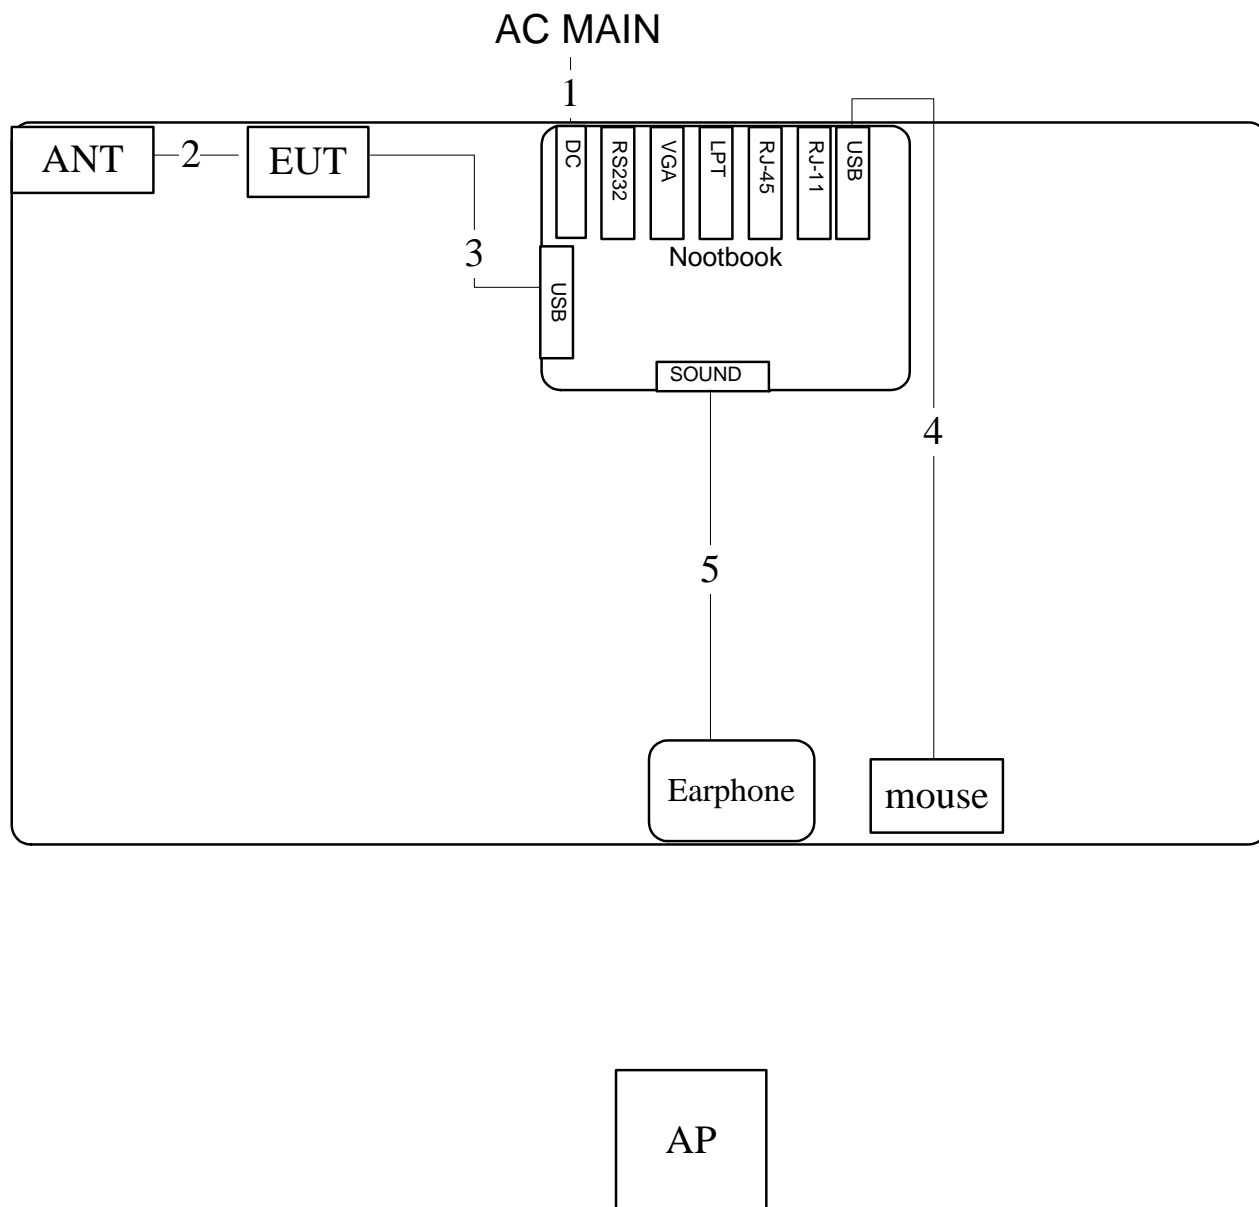 AC MAIN
1
ANT
2
EUT
DC
RS232
VGA
LPT
RJ-45
RJ-11
USB
3
Nootbook
USB
SOUND
4
5
Earphone
mouse
AP